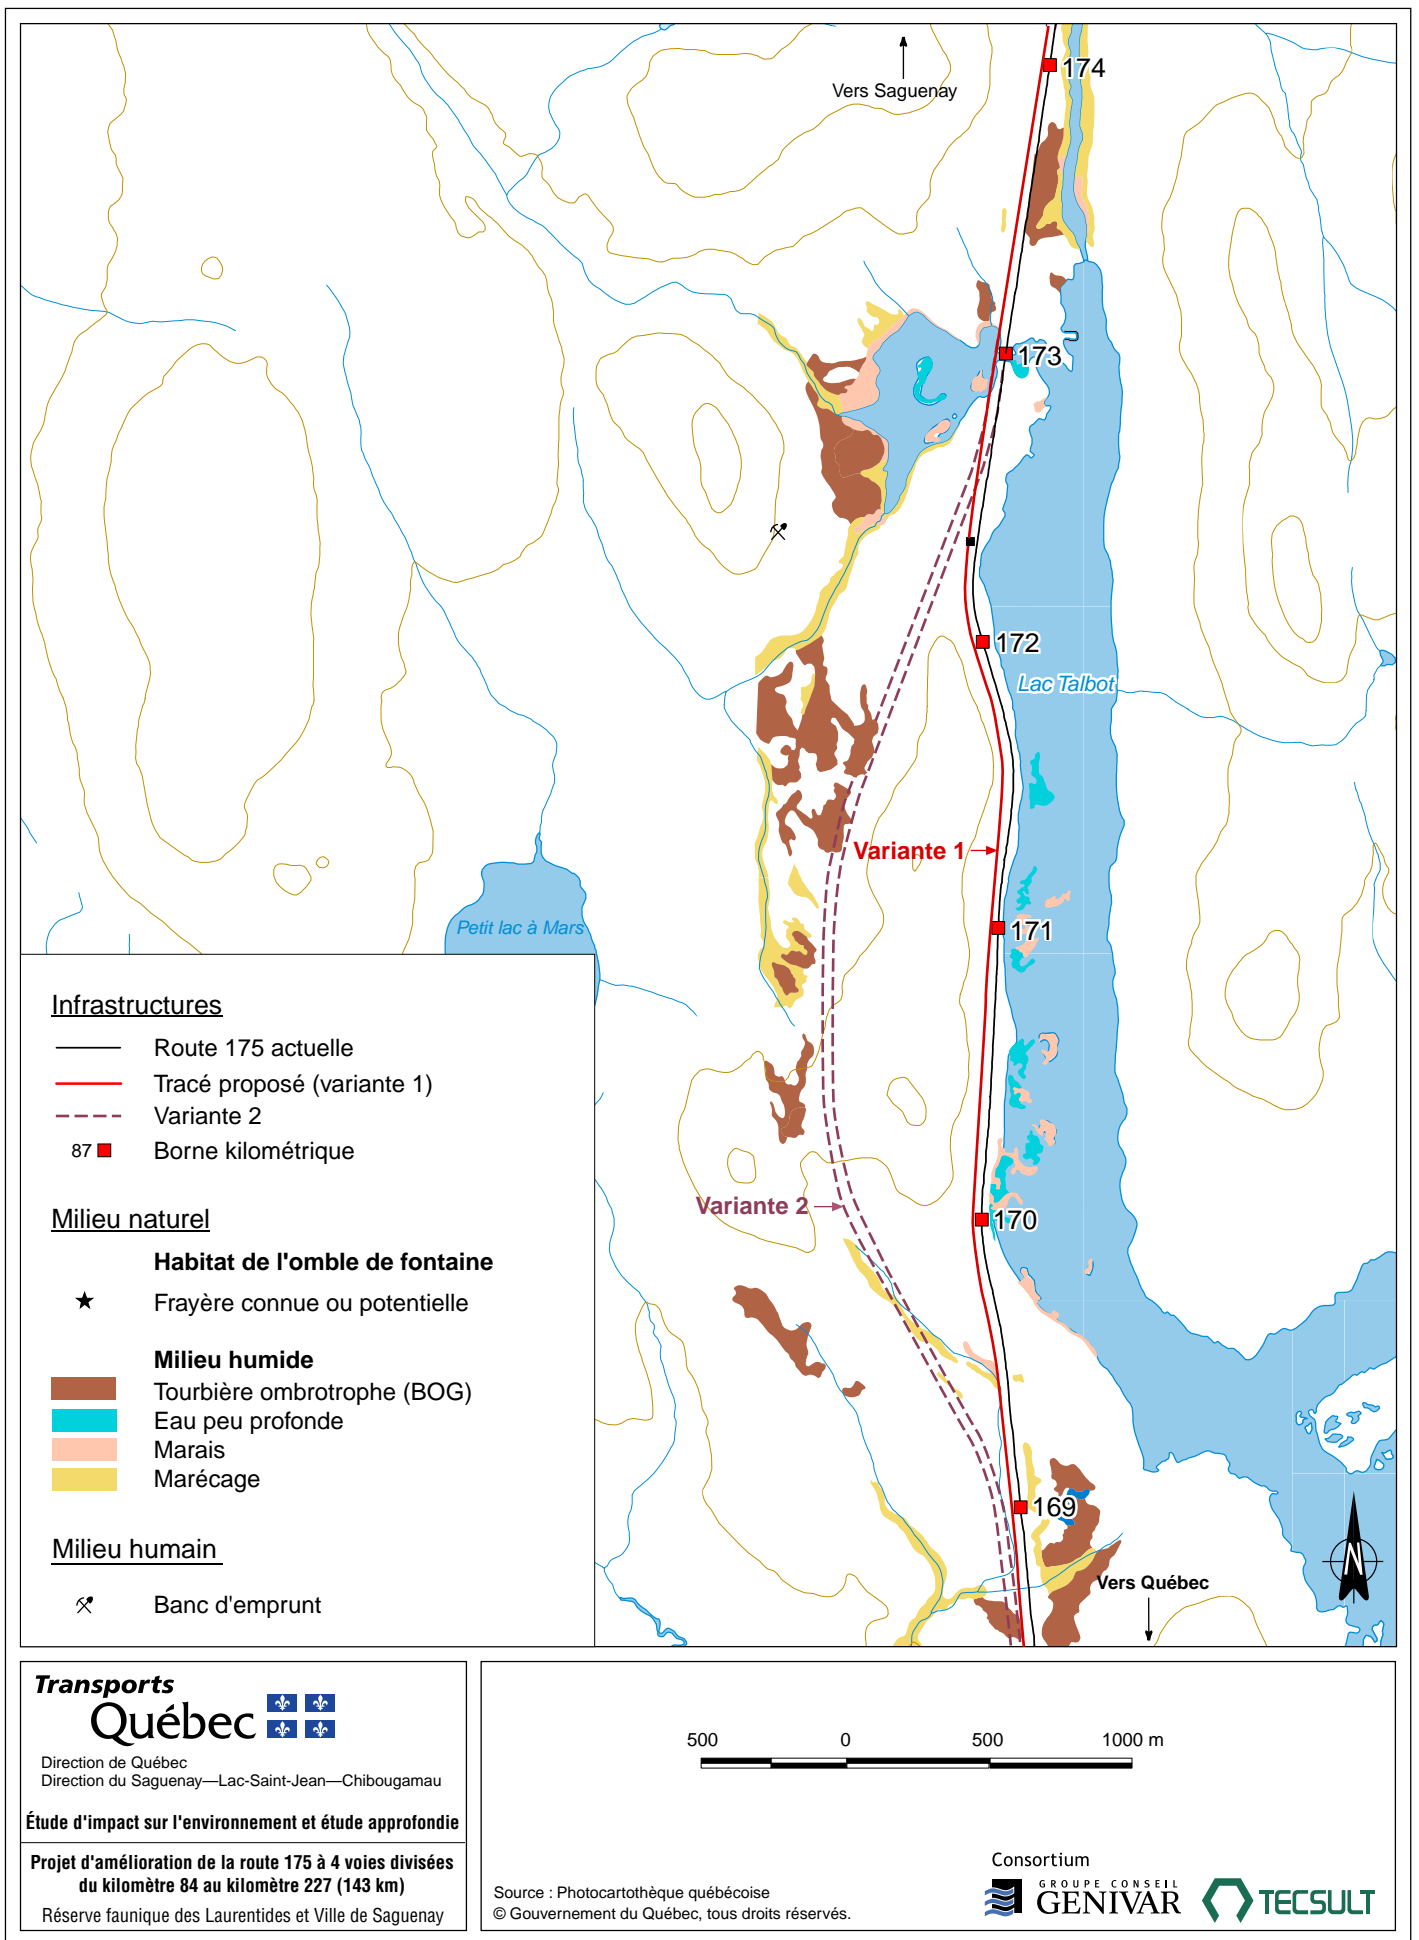 174
Vers Saguenay
173
172
Lac Talbot
Variante 1
171
Petit lac à Mars
Variante 2
170
169
Vers Québec
N
Infrastructures
Route 175 actuelle
Tracé proposé (variante 1)
Variante 2
87 Borne kilométrique
Milieu naturel
Habitat de l'omble de fontaine
Frayère connue ou potentielle
Milieu humide
Tourbière ombrotrophe (BOG)
Eau peu profonde
Marais
Marécage
Milieu humain
Banc d'emprunt
Transports
Québec
Direction de Québec
Direction du Saguenay—Lac-Saint-Jean—Chibougamau
Étude d'impact sur l'environnement et étude approfondie
Projet d'amélioration de la route 175 à 4 voies divisées
du kilomètre 84 au kilomètre 227 (143 km)
Réserve faunique des Laurentides et Ville de Saguenay
500 0 500 1000 m
Source : Photocartothèque québécoise
© Gouvernement du Québec, tous droits réservés.
Consortium
GROUPE CONSEIL
GENIVAR
TECSULT